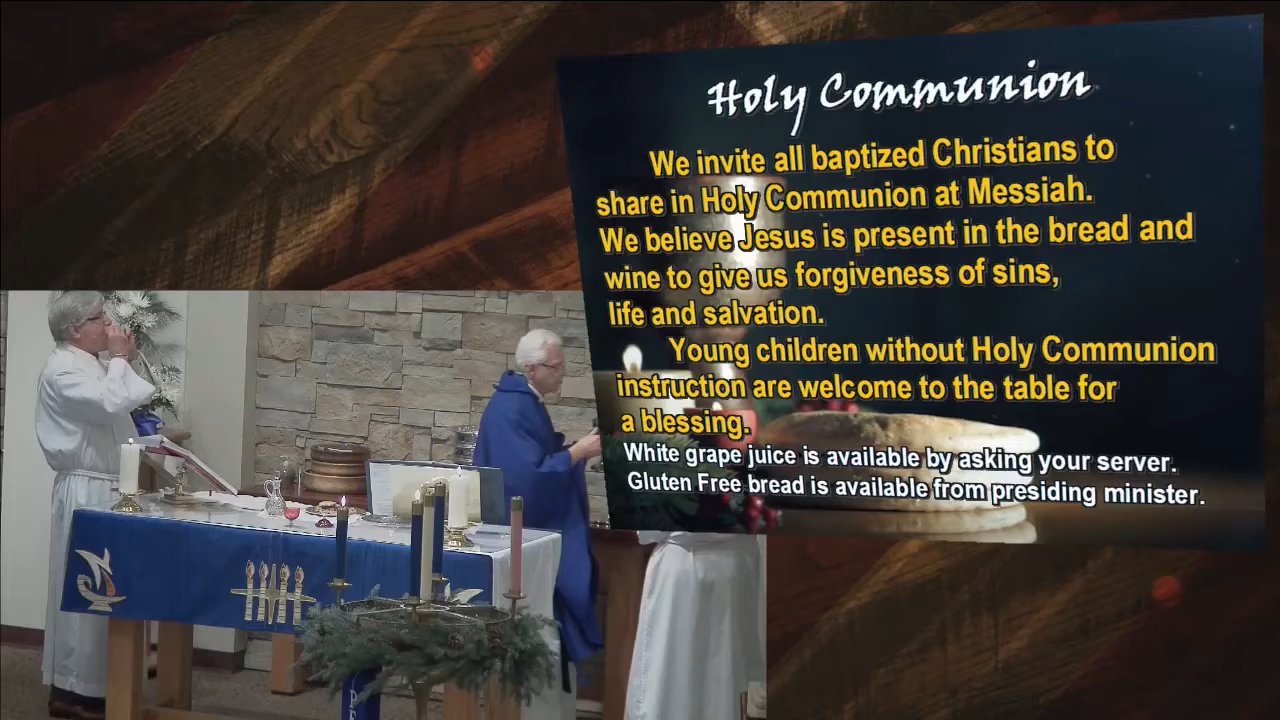 Holy Communion
We invite all baptized Christians to
share in Holy Communion at Messiah.
We believe Jesus is present in the bread and
wine to give us forgiveness of sins,
life and salvation.
Young children without Holy Communion
instruction are welcome to the table for
a blessing.
White grape juice is available by asking your server.
Gluten Free bread is available from presiding minister.